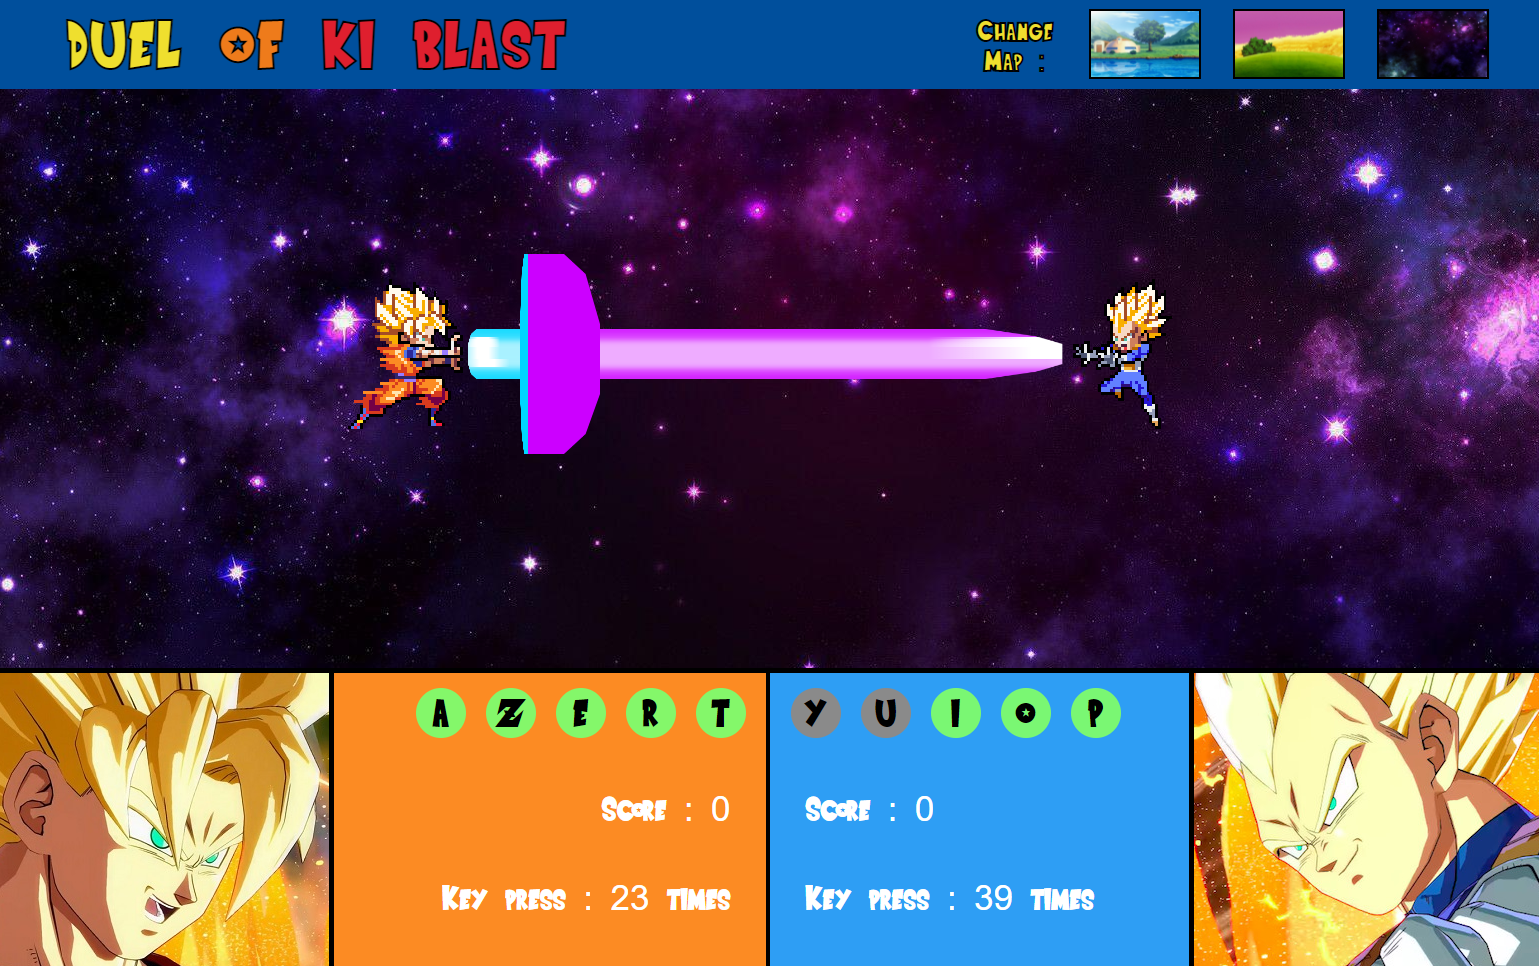 DUEL OF KI BLAST
CHANGE
MAP :
A Z E R T
Y U I O P
SCORE : 0
SCORE : 0
KEY PRESS : 23 TIMES
KEY PRESS : 39 TIMES